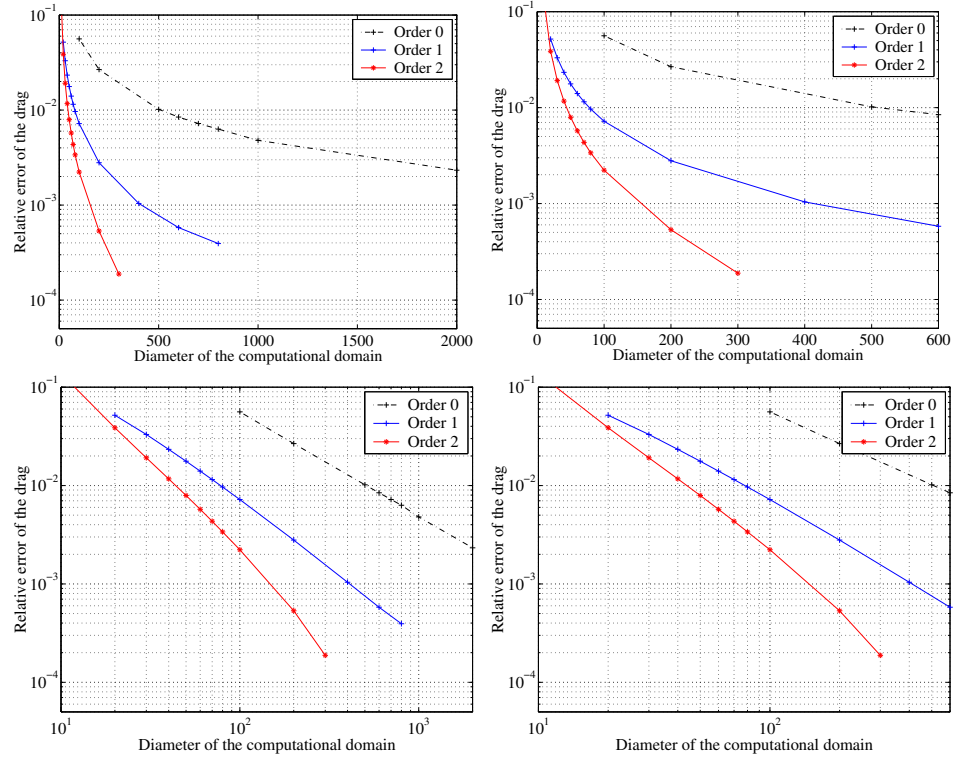 10^-1
10^-2
10^-3
10^-4
Relative error of the drag
Order 0
Order 1
Order 2
0
500
1000
1500
2000
Diameter of the computational domain
10^-1
10^-2
10^-3
10^-4
Relative error of the drag
Order 0
Order 1
Order 2
0
100
200
300
400
500
600
Diameter of the computational domain
10^-1
10^-2
10^-3
10^-4
Relative error of the drag
Order 0
Order 1
Order 2
10^1
10^2
10^3
Diameter of the computational domain
10^-1
10^-2
10^-3
10^-4
Relative error of the drag
Order 0
Order 1
Order 2
10^1
10^2
Diameter of the computational domain